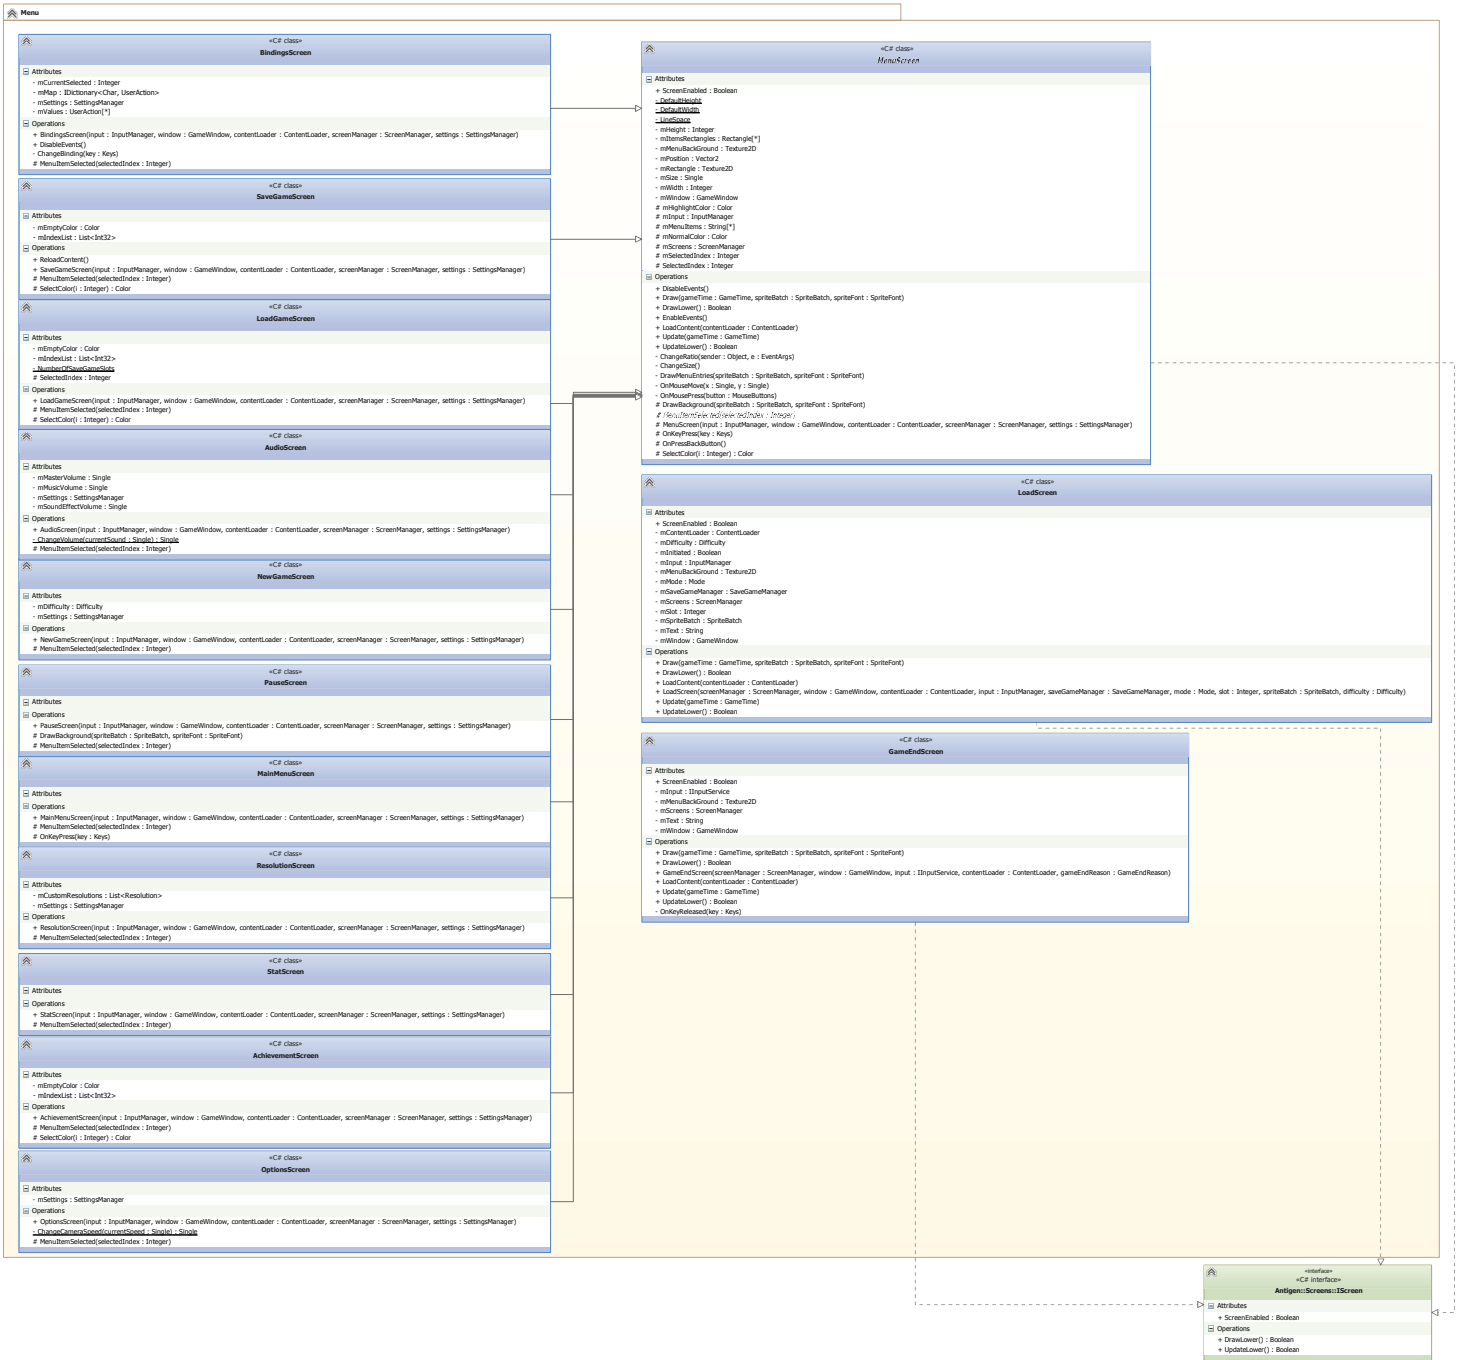 Menu
«C# class»
BindingsScreen
Attributes
- mCurrentSelected : Integer
- mMap : IDictionary<Char, UserAction>
- mSettings : SettingsManager
- mValues : UserAction[*]
Operations
+ BindingsScreen(input : InputManager, window : GameWindow, contentLoader : ContentLoader, screenManager : ScreenManager, settings : SettingsManager)
+ DisableEvents()
- ChangeBinding(key : Keys)
# MenuItemSelected(selectedIndex : Integer)
«C# class»
SaveGameScreen
Attributes
- mEmptyColor : Color
- mIndexList : List<Int32>
Operations
+ ReloadContent()
+ SaveGameScreen(input : InputManager, window : GameWindow, contentLoader : ContentLoader, screenManager : ScreenManager, settings : SettingsManager)
# MenuItemSelected(selectedIndex : Integer)
# SelectColor(i : Integer) : Color
«C# class»
LoadGameScreen
Attributes
- mEmptyColor : Color
- mIndexList : List<Int32>
- NumberOfSaveGameSlots
# SelectedIndex : Integer
Operations
+ LoadGameScreen(input : InputManager, window : GameWindow, contentLoader : ContentLoader, screenManager : ScreenManager, settings : SettingsManager)
# MenuItemSelected(selectedIndex : Integer)
# SelectColor(i : Integer) : Color
«C# class»
AudioScreen
Attributes
- mMasterVolume : Single
- mMusicVolume : Single
- mSettings : SettingsManager
- mSoundEffectVolume : Single
Operations
+ AudioScreen(input : InputManager, window : GameWindow, contentLoader : ContentLoader, screenManager : ScreenManager, settings : SettingsManager)
- ChangeVolume(currentSound : Single) : Single
# MenuItemSelected(selectedIndex : Integer)
«C# class»
NewGameScreen
Attributes
- mDifficulty : Difficulty
- mSettings : SettingsManager
Operations
+ NewGameScreen(input : InputManager, window : GameWindow, contentLoader : ContentLoader, screenManager : ScreenManager, settings : SettingsManager)
# MenuItemSelected(selectedIndex : Integer)
«C# class»
PauseScreen
Attributes
Operations
+ PauseScreen(input : InputManager, window : GameWindow, contentLoader : ContentLoader, screenManager : ScreenManager, settings : SettingsManager)
# DrawBackground(spriteBatch : SpriteBatch, spriteFont : SpriteFont)
# MenuItemSelected(selectedIndex : Integer)
«C# class»
MainMenuScreen
Attributes
Operations
+ MainMenuScreen(input : InputManager, window : GameWindow, contentLoader : ContentLoader, screenManager : ScreenManager, settings : SettingsManager)
# MenuItemSelected(selectedIndex : Integer)
# OnKeyPress(key : Keys)
«C# class»
ResolutionScreen
Attributes
- mCustomResolutions : List<Resolution>
- mSettings : SettingsManager
Operations
+ ResolutionScreen(input : InputManager, window : GameWindow, contentLoader : ContentLoader, screenManager : ScreenManager, settings : SettingsManager)
# MenuItemSelected(selectedIndex : Integer)
«C# class»
StatScreen
Attributes
Operations
+ StatScreen(input : InputManager, window : GameWindow, contentLoader : ContentLoader, screenManager : ScreenManager, settings : SettingsManager)
# MenuItemSelected(selectedIndex : Integer)
«C# class»
AchievementScreen
Attributes
- mEmptyColor : Color
- mIndexList : List<Int32>
Operations
+ AchievementScreen(input : InputManager, window : GameWindow, contentLoader : ContentLoader, screenManager : ScreenManager, settings : SettingsManager)
# MenuItemSelected(selectedIndex : Integer)
# SelectColor(i : Integer) : Color
«C# class»
OptionsScreen
Attributes
- mSettings : SettingsManager
Operations
+ OptionsScreen(input : InputManager, window : GameWindow, contentLoader : ContentLoader, screenManager : ScreenManager, settings : SettingsManager)
- ChangeCameraSpeed(currentSpeed : Single) : Single
# MenuItemSelected(selectedIndex : Integer)
«C# class»
MenuScreen
Attributes
+ ScreenEnabled : Boolean
- DefaultHeight
- DefaultWidth
- LineSpace
- mHeight : Integer
- mItemsRectangles : Rectangle[*]
- mMenuBackGround : Texture2D
- mPosition : Vector2
- mRectangle : Texture2D
- mSize : Single
- mWidth : Integer
- mWindow : GameWindow
# mHighlightColor : Color
# mInput : InputManager
# mMenuItems : String[*]
# mNormalColor : Color
# mScreens : ScreenManager
# mSelectedIndex : Integer
# SelectedIndex : Integer
Operations
+ DisableEvents()
+ Draw(gameTime : GameTime, spriteBatch : SpriteBatch, spriteFont : SpriteFont)
+ DrawLower() : Boolean
+ EnableEvents()
+ LoadContent(contentLoader : ContentLoader)
+ Update(gameTime : GameTime)
+ UpdateLower() : Boolean
- ChangeRatio(sender : Object, e : EventArgs)
- ChangeSize()
- DrawMenuEntries(spriteBatch : SpriteBatch, spriteFont : SpriteFont)
- OnMouseMove(x : Single, y : Single)
- OnMousePress(button : MouseButtons)
# DrawBackground(spriteBatch : SpriteBatch, spriteFont : SpriteFont)
# MenuItemSelected(selectedIndex : Integer)
# MenuScreen(input : InputManager, window : GameWindow, contentLoader : ContentLoader, screenManager : ScreenManager, settings : SettingsManager)
# OnKeyPress(key : Keys)
# OnPressBackButton()
# SelectColor(i : Integer) : Color
«C# class»
LoadScreen
Attributes
+ ScreenEnabled : Boolean
- mContentLoader : ContentLoader
- mDifficulty : Difficulty
- mInitiated : Boolean
- mInput : InputManager
- mMenuBackGround : Texture2D
- mMode : Mode
- mSaveGameManager : SaveGameManager
- mScreens : ScreenManager
- mSlot : Integer
- mSpriteBatch : SpriteBatch
- mText : String
- mWindow : GameWindow
Operations
+ Draw(gameTime : GameTime, spriteBatch : SpriteBatch, spriteFont : SpriteFont)
+ DrawLower() : Boolean
+ LoadContent(contentLoader : ContentLoader)
+ LoadScreen(screenManager : ScreenManager, window : GameWindow, contentLoader : ContentLoader, input : InputManager, saveGameManager : SaveGameManager, mode : Mode, slot : Integer, spriteBatch : SpriteBatch, difficulty : Difficulty)
+ Update(gameTime : GameTime)
+ UpdateLower() : Boolean
«C# class»
GameEndScreen
Attributes
+ ScreenEnabled : Boolean
- mInput : IInputService
- mMenuBackGround : Texture2D
- mScreens : ScreenManager
- mText : String
- mWindow : GameWindow
Operations
+ Draw(gameTime : GameTime, spriteBatch : SpriteBatch, spriteFont : SpriteFont)
+ DrawLower() : Boolean
+ GameEndScreen(screenManager : ScreenManager, window : GameWindow, input : IInputService, contentLoader : ContentLoader, gameEndReason : GameEndReason)
+ LoadContent(contentLoader : ContentLoader)
+ Update(gameTime : GameTime)
+ UpdateLower() : Boolean
- OnKeyReleased(key : Keys)
«interface»
«C# interface»
Antigen::Screens::IScreen
Attributes
+ ScreenEnabled : Boolean
Operations
+ DrawLower() : Boolean
+ UpdateLower() : Boolean